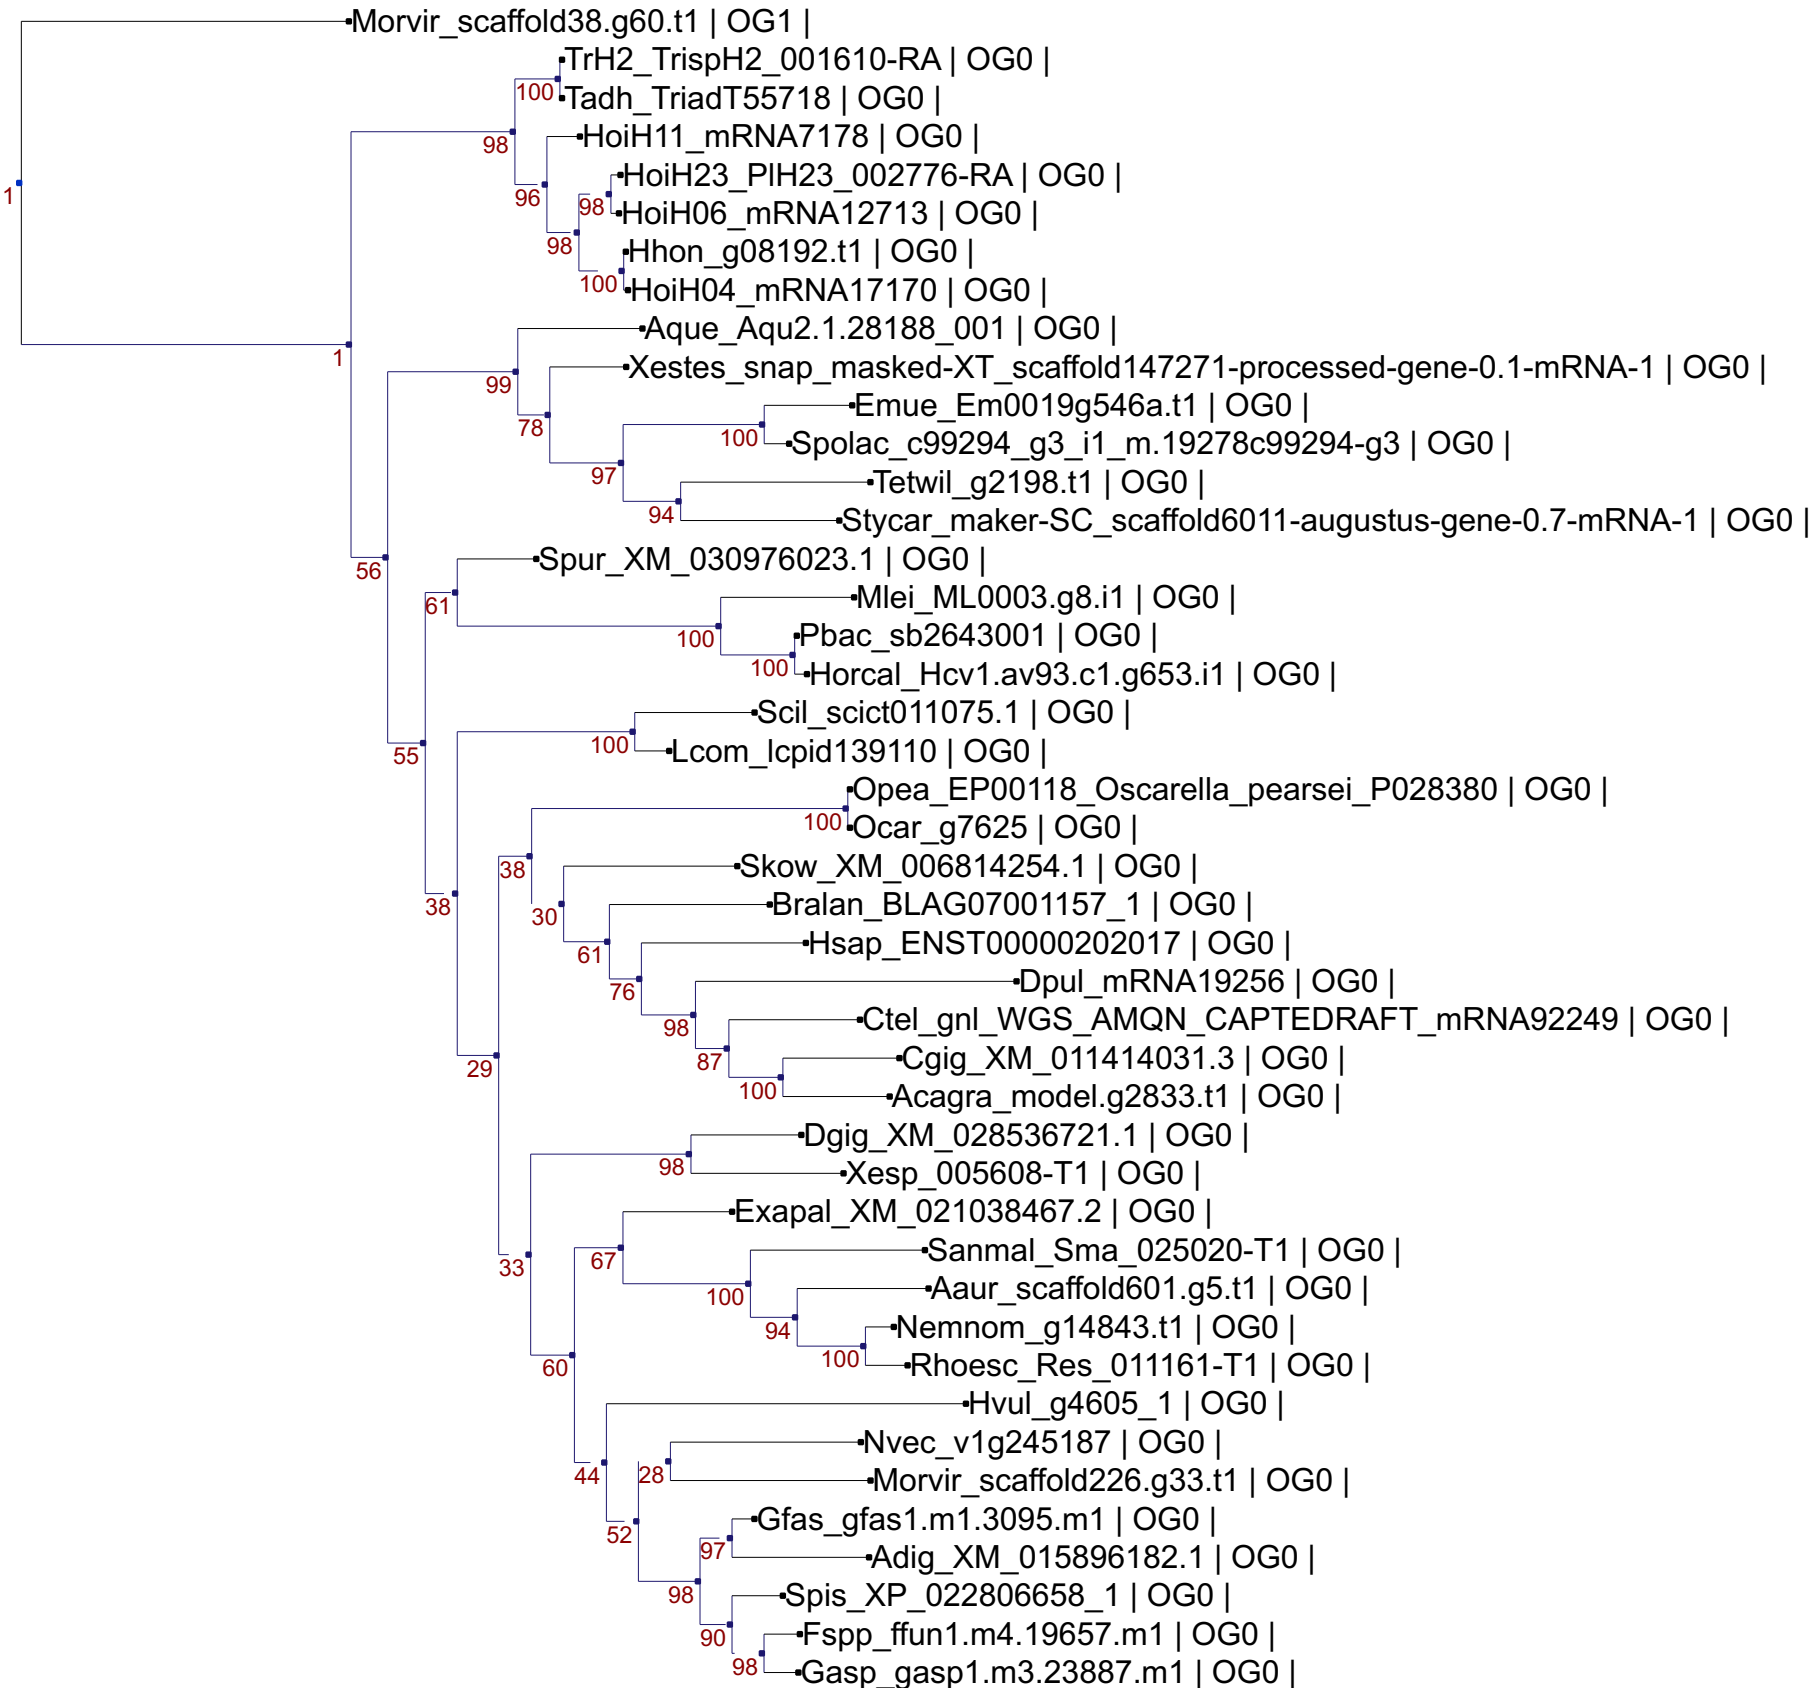 Morvir_scaffold38.g60.t1 | OG1 |
TrH2_TrispH2_001610-RA | OG0 |
100
Tadh_TriadT55718 | OG0 |
98
HoiH11_mRNA7178 | OG0 |
HoiH23_PlH23_002776-RA | OG0 |
1
96
98
HoiH06_mRNA12713 | OG0 |
98
Hhon_g08192.t1 | OG0 |
100
HoiH04_mRNA17170 | OG0 |
Aque_Aqu2.1.28188_001 | OG0 |
1
Xestes_snap_masked-XT_scaffold147271-processed-gene-0.1-mRNA-1 | OG0 |
99
Emue_Em0019g546a.t1 | OG0 |
78
100
Spolac_c99294_g3_i1_m.19278c99294-g3 | OG0 |
97
Tetwil_g2198.t1 | OG0 |
94
Stycar_maker-SC_scaffold6011-augustus-gene-0.7-mRNA-1 | OG0 |
Spur_XM_030976023.1 | OG0 |
56
61
Mlei_ML0003.g8.i1 | OG0 |
100
Pbac_sb2643001 | OG0 |
100
Horcal_Hcv1.av93.c1.g653.i1 | OG0 |
Scil_scict011075.1 | OG0 |
55
100
Lcom_lcpid139110 | OG0 |
Opea_EP00118_Oscarella_pearsei_P028380 | OG0 |
100
Ocar_g7625 | OG0 |
38
Skow_XM_006814254.1 | OG0 |
38
30
Bralan_BLAG07001157_1 | OG0 |
61
Hsap_ENST00000202017 | OG0 |
76
Dpul_mRNA19256 | OG0 |
98
Ctel_gnl_WGS_AMQN_CAPTEDRAFT_mRNA92249 | OG0 |
29
87
Cgig_XM_011414031.3 | OG0 |
100
Acagra_model.g2833.t1 | OG0 |
Dgig_XM_028536721.1 | OG0 |
98
Xesp_005608-T1 | OG0 |
Exapal_XM_021038467.2 | OG0 |
33
67
Sanmal_Sma_025020-T1 | OG0 |
100
Aaur_scaffold601.g5.t1 | OG0 |
94
Nemnom_g14843.t1 | OG0 |
60
100
Rhoesc_Res_011161-T1 | OG0 |
Hvul_g4605_1 | OG0 |
Nvec_v1g245187 | OG0 |
44
28
Morvir_scaffold226.g33.t1 | OG0 |
52
Gfas_gfas1.m1.3095.m1 | OG0 |
97
Adig_XM_015896182.1 | OG0 |
98
Spis_XP_022806658_1 | OG0 |
90
Fspp_ffun1.m4.19657.m1 | OG0 |
98
Gasp_gasp1.m3.23887.m1 | OG0 |